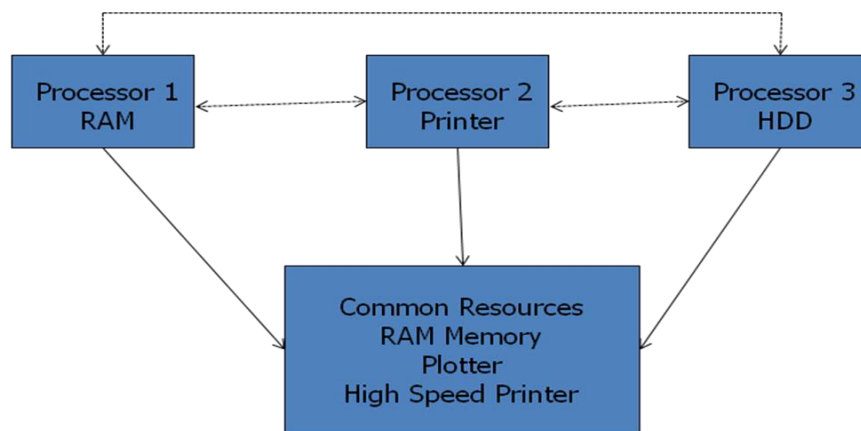 Processor 1
RAM
Processor 2
Printer
Processor 3
HDD
Common Resources
RAM Memory
Plotter
High Speed Printer